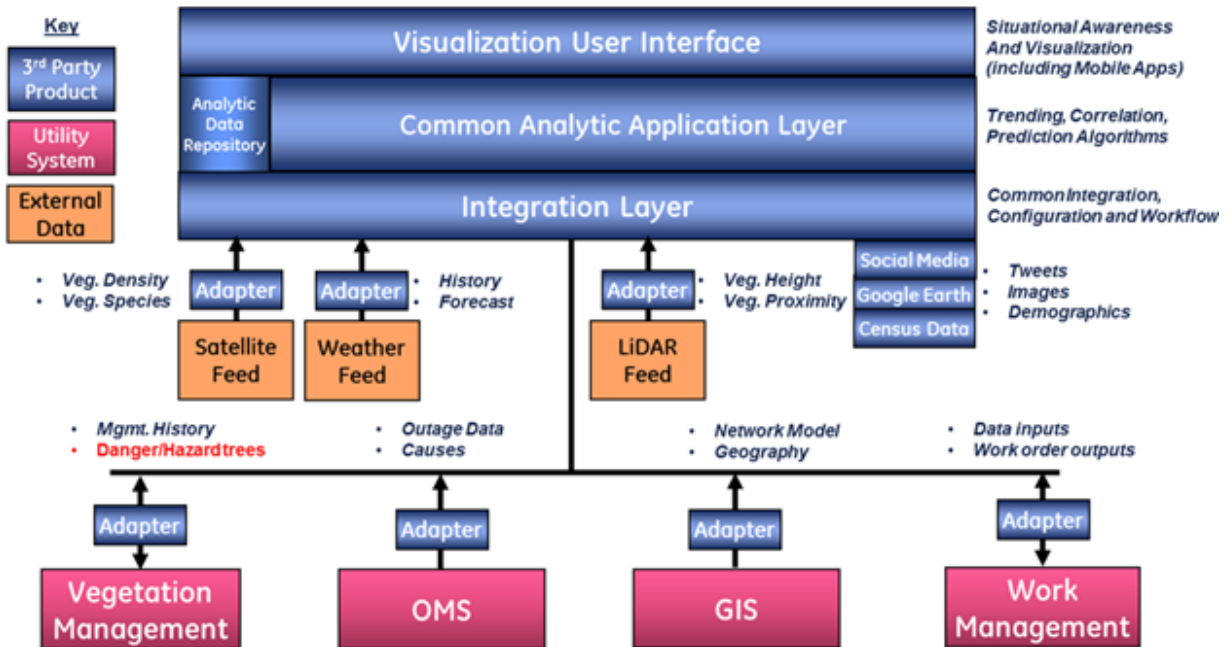 Key
3rd Party
Product
Utility
System
External
Data
Visualization User Interface
Situational Awareness
And Visualization
(including Mobile Apps)
Analytic
Data
Repository
Common Analytic Application Layer
Trending, Correlation,
Prediction Algorithms
Integration Layer
Common Integration,
Configuration and Workflow
• Veg. Density
• Veg. Species
Adapter
Satellite
Feed
Adapter
• History
• Forecast
Weather
Feed
Adapter
• Veg. Height
• Veg. Proximity
LiDAR
Feed
Social Media
Google Earth
Census Data
• Tweets
• Images
• Demographics
• Mgmt. History
• Danger/Hazard trees
• Outage Data
• Causes
• Network Model
• Geography
• Data inputs
• Work order outputs
Adapter
Adapter
Adapter
Adapter
Vegetation
Management
OMS
GIS
Work
Management